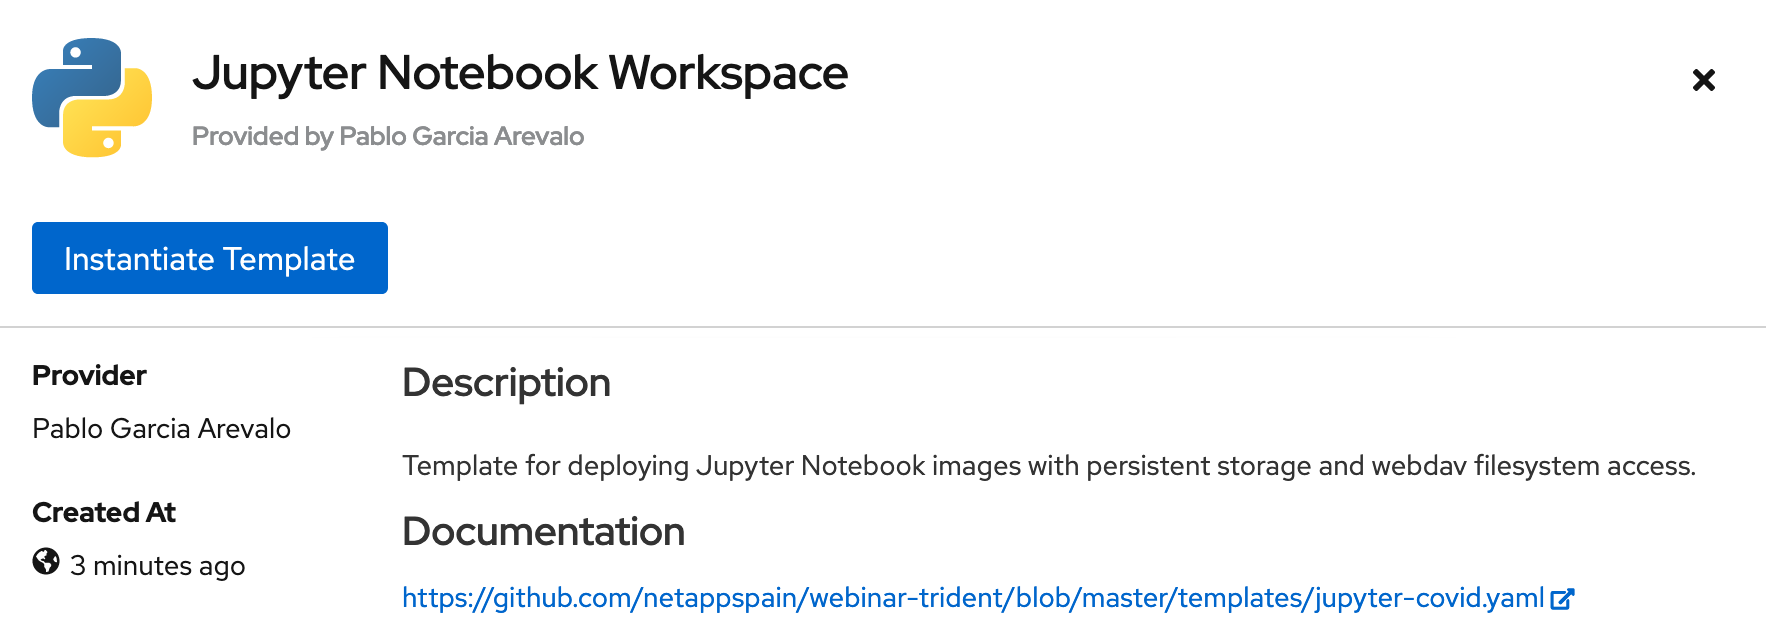 Jupyter Notebook Workspace
Provided by Pablo Garcia Arevalo
Instantiate Template
Provider
Pablo Garcia Arevalo
Created At
3 minutes ago
Description
Template for deploying Jupyter Notebook images with persistent storage and webdav filesystem access.
Documentation
https://github.com/netappspain/webinar-trident/blob/master/templates/jupyter-covid.yaml